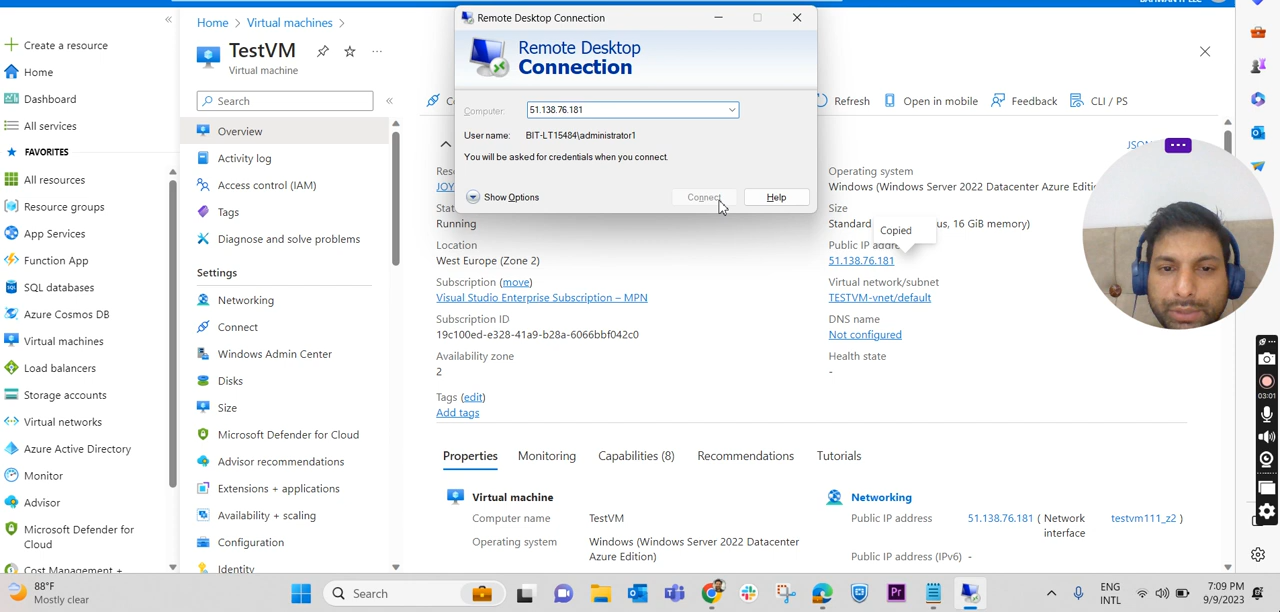 Create a resource
Home
Dashboard
All services
FAVORITES
All resources
Resource groups
App Services
Function App
SQL databases
Azure Cosmos DB
Virtual machines
Load balancers
Storage accounts
Virtual networks
Azure Active Directory
Monitor
Advisor
Microsoft Defender for
Cloud
Cost Management +
Home > Virtual machines >
TestVM
Virtual machine
Search
Overview
Activity log
Access control (IAM)
Tags
Diagnose and solve problems
Settings
Networking
Connect
Windows Admin Center
Disks
Size
Microsoft Defender for Cloud
Advisor recommendations
Extensions + applications
Availability + scaling
Configuration
Identity
Remote Desktop Connection
Remote Desktop
Connection
Computer:
51.138.76.181
User name: BIT-LT15484\administrator1
You will be asked for credentials when you connect.
Show Options
Connect
Help
Refresh
Open in mobile
Feedback
CLI / PS
JSON
Running
Location
West Europe (Zone 2)
Subscription (move)
Visual Studio Enterprise Subscription – MPN
Subscription ID
19c100ed-e328-41a9-b28a-6066bbf042c0
Availability zone
2
Tags (edit)
Add tags
Operating system
Windows (Windows Server 2022 Datacenter Azure Editi
Size
Standard
us, 16 GiB memory)
Copied
Public IP addre
51.138.76.181
Virtual network/subnet
TESTVM-vnet/default
DNS name
Not configured
Health state
-
Properties
Monitoring
Capabilities (8)
Recommendations
Tutorials
Virtual machine
Computer name TestVM
Operating system Windows (Windows Server 2022 Datacenter
Azure Edition)
Networking
Public IP address 51.138.76.181 ( Network
interface
testvm111_z2 )
Public IP address (IPv6) -
03:01
88°F
Mostly clear
Search
Pr
ENG
INTL
7:09 PM
9/9/2023